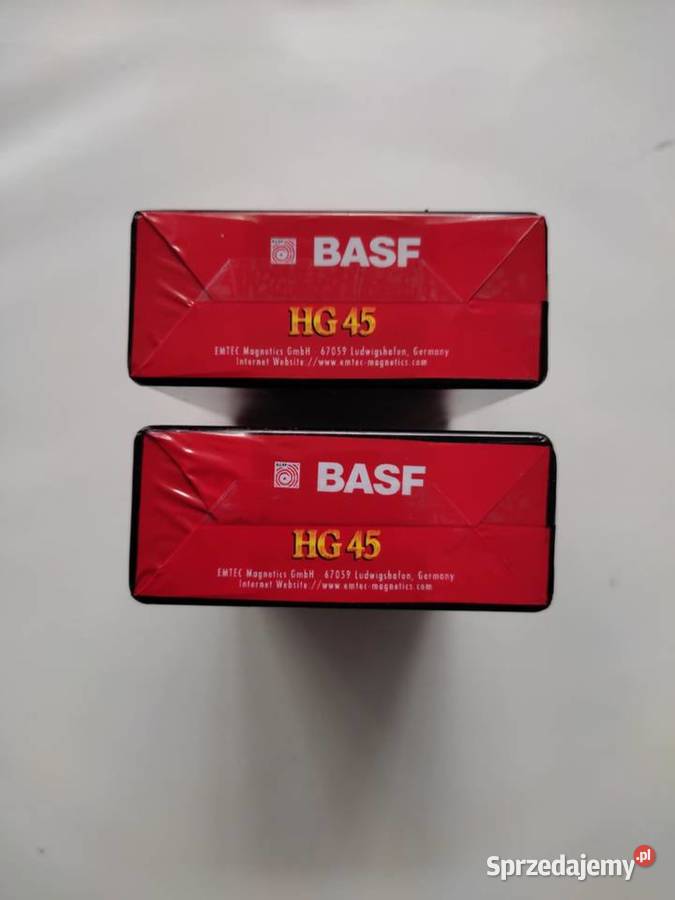 BASF
HG 45
EMTEC Magnetics GmbH · 67059 Ludwigshafen, Germany
Internet Website://www.emtec-magnetics.com
BASF
HG 45
EMTEC Magnetics GmbH · 67059 Ludwigshafen, Germany
Internet Website://www.emtec-magnetics.com
Sprzedajemy.pl